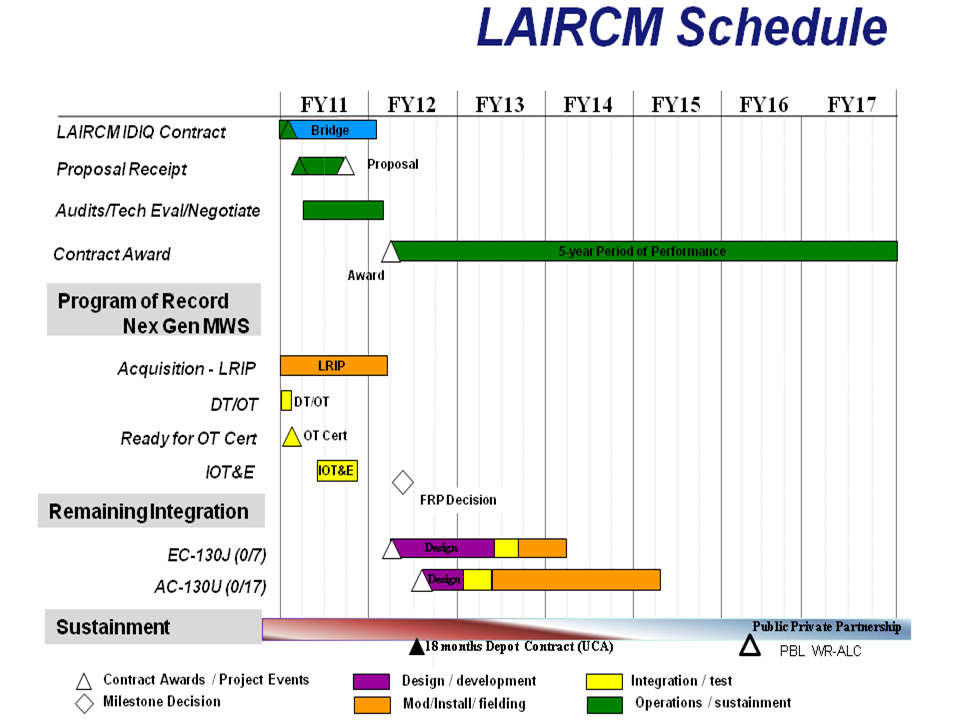 LAIRCM Schedule
FY11 FY12 FY13 FY14 FY15 FY16 FY17
LAIRCM IDIQ Contract
Bridge
Proposal Receipt
Proposal
Audits/Tech Eval/Negotiate
Contract Award
5-year Period of Performance
Award
Program of Record
Nex Gen MWS
Acquisition - LRIP
LRIP
DT/OT
DT/OT
Ready for OT Cert
OT Cert
IOT&E
IOT&E
FRP Decision
Remaining Integration
EC-130J (0/7)
Design
AC-130U (0/17)
Design
Sustainment
Public Private Partnership
18 months Depot Contract (UCA)
PBL WR-ALC
Contract Awards / Project Events
Design / development
Integration / test
Milestone Decision
Mod/Install/ fielding
Operations / sustainment